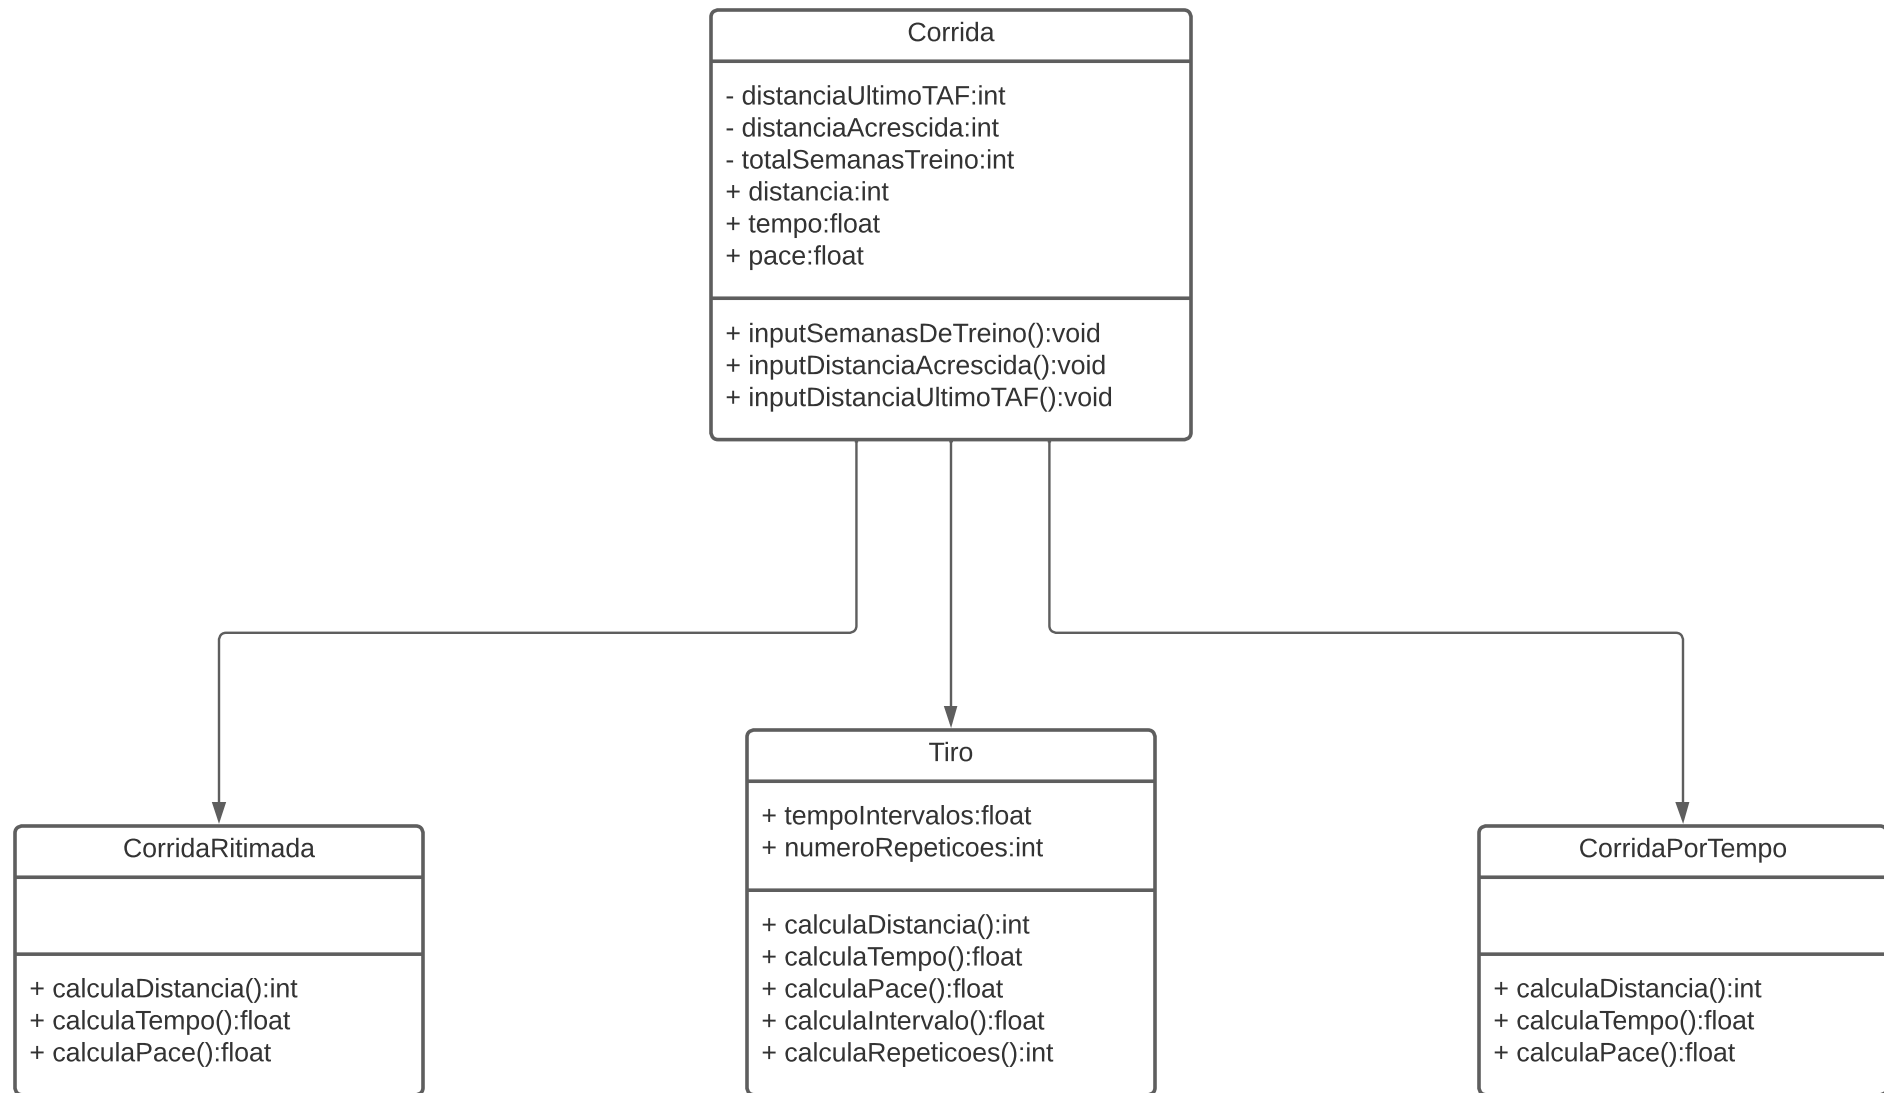 Corrida
- distanciaUltimoTAF:int
- distanciaAcrescida:int
- totalSemanasTreino:int
+ distancia:int
+ tempo:float
+ pace:float
+ inputSemanasDeTreino():void
+ inputDistanciaAcrescida():void
+ inputDistanciaUltimoTAF():void
CorridaRitimada
+ calculaDistancia():int
+ calculaTempo():float
+ calculaPace():float
Tiro
+ tempoIntervalos:float
+ numeroRepeticoes:int
+ calculaDistancia():int
+ calculaTempo():float
+ calculaPace():float
+ calculaIntervalo():float
+ calculaRepeticoes():int
CorridaPorTempo
+ calculaDistancia():int
+ calculaTempo():float
+ calculaPace():float